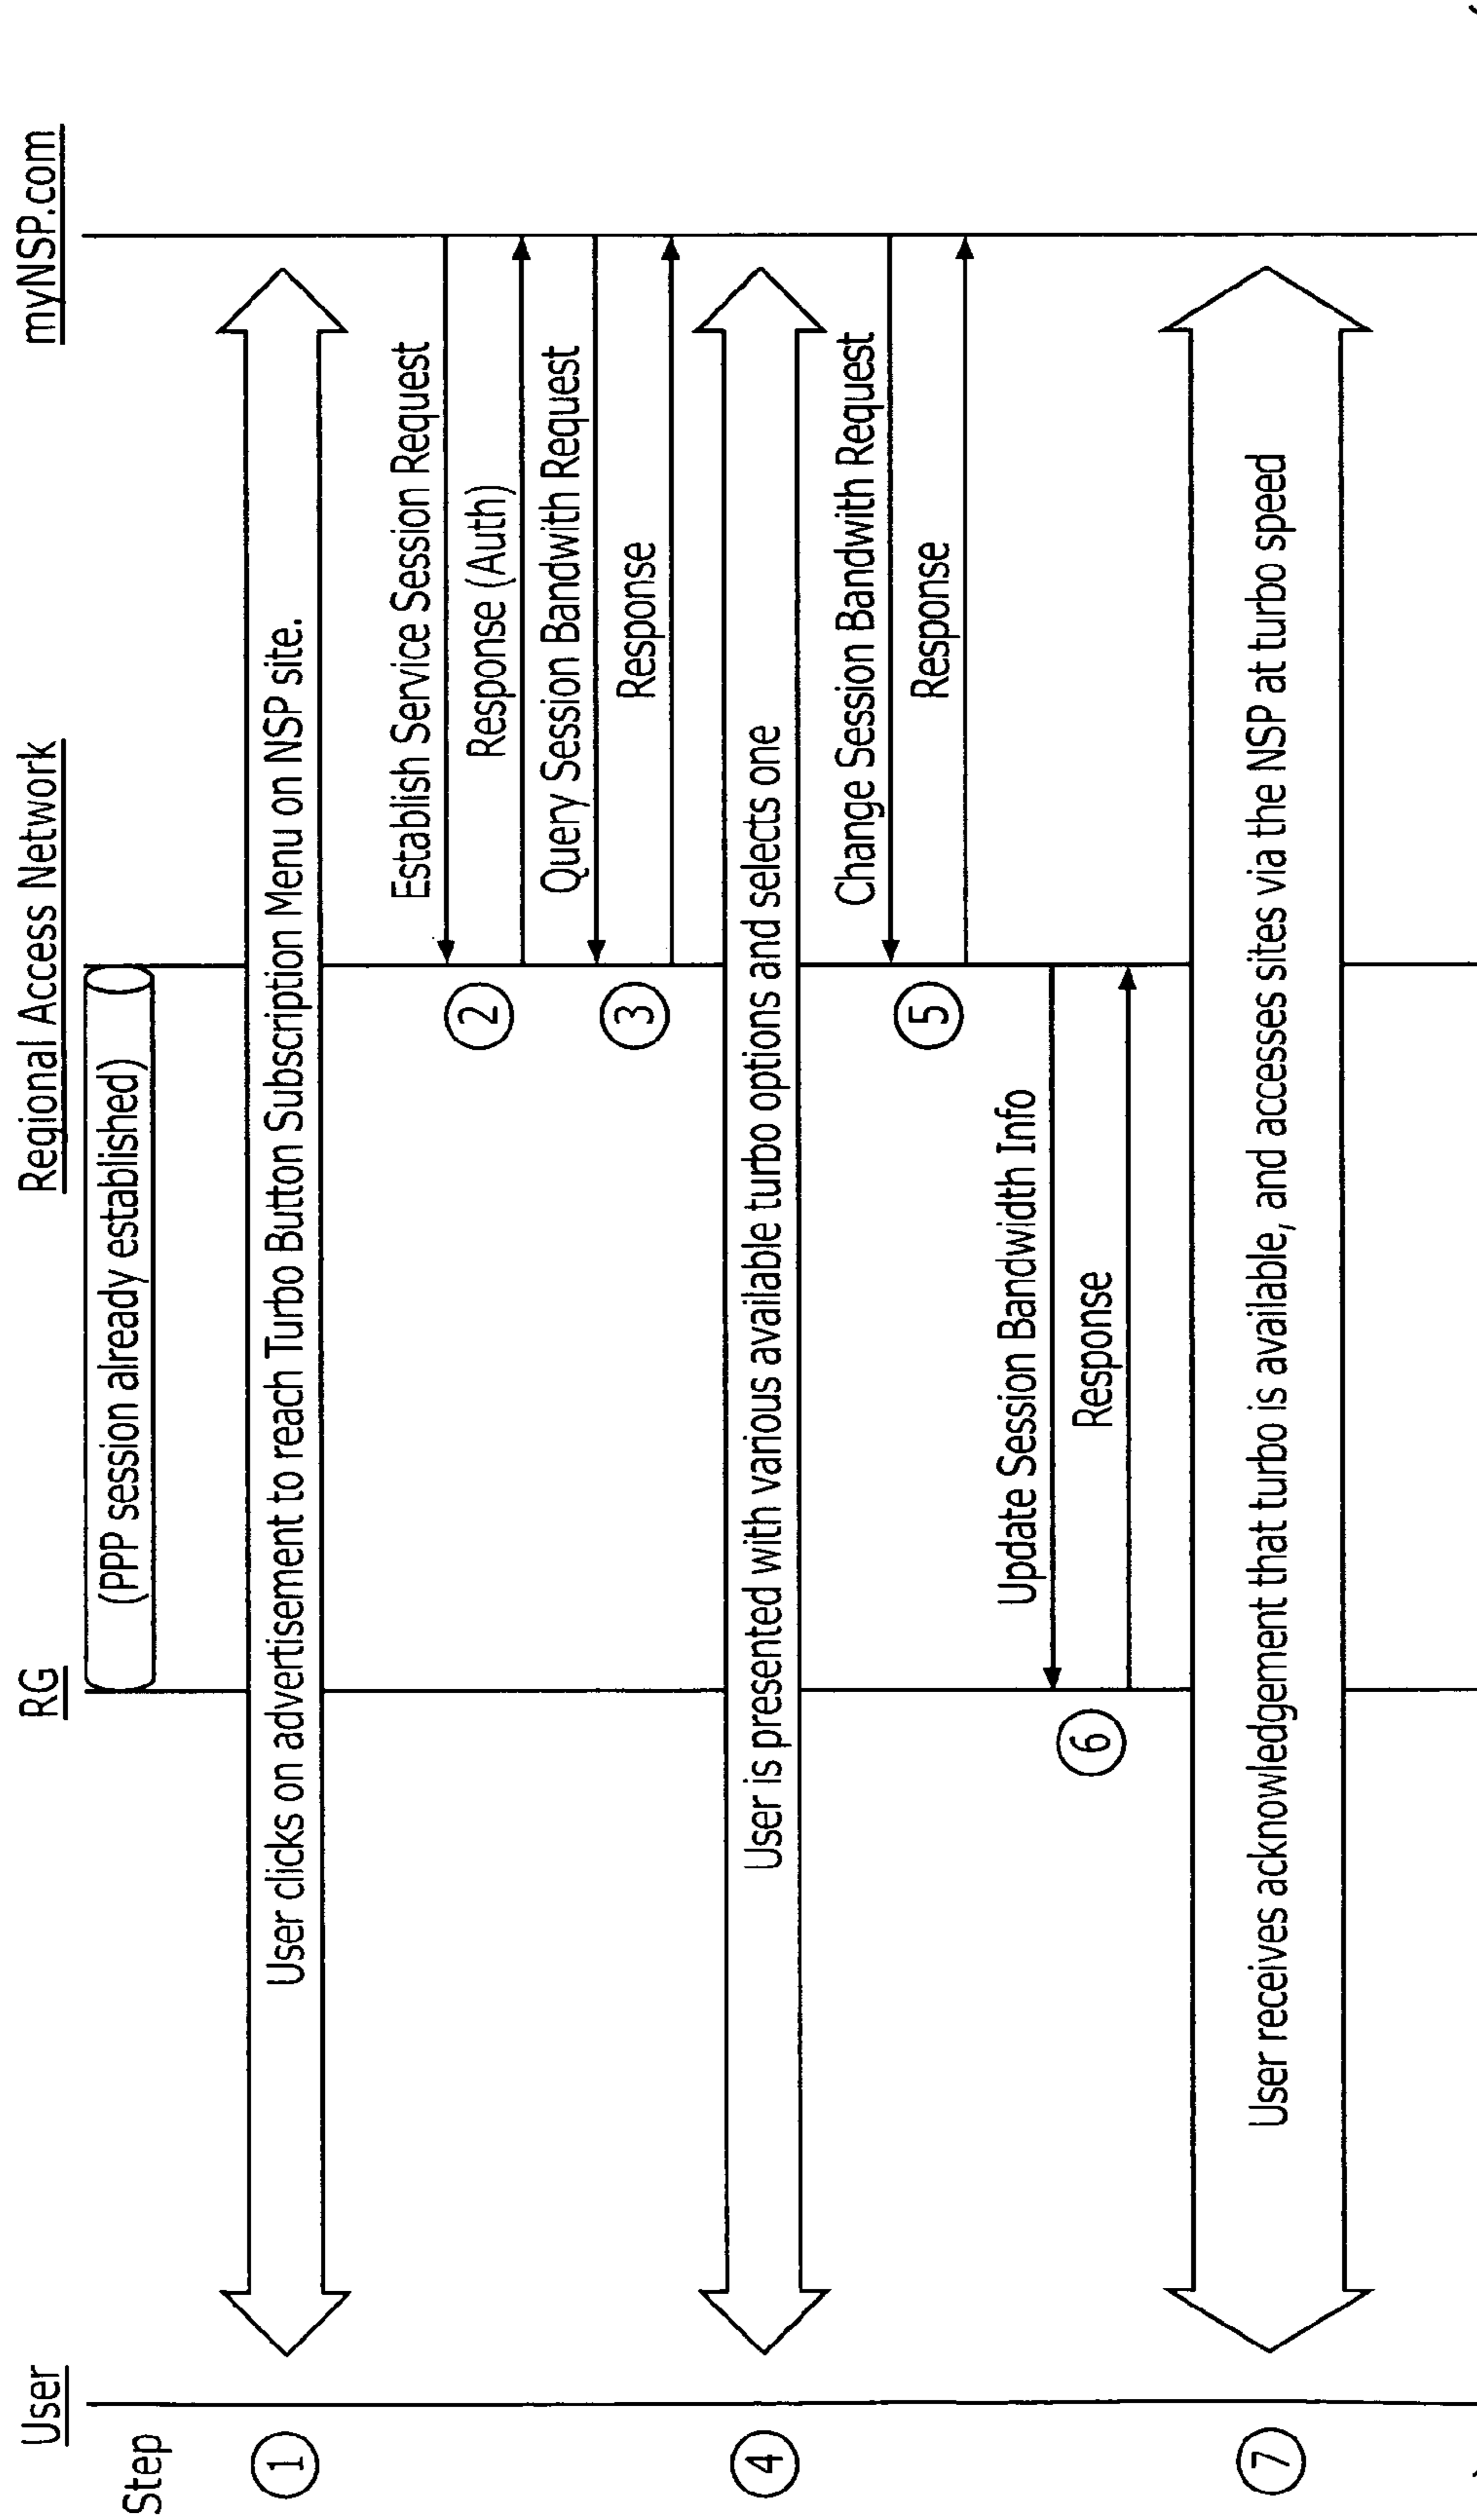 User
RG
Regional Access Network
myNSP.com
Step
(PPP session already established)
1
User clicks on advertisement to reach Turbo Button Subscription Menu on NSP site.
Establish Service Session Request
2
Response (Auth)
Query Session Bandwith Request
3
Response
4
User is presented with various available turbo options and selects one
Change Session Bandwith Request
5
Response
Update Session Bandwidth Info
6
Response
7
User receives acknowledgement that turbo is available, and accesses sites via the NSP at turbo speed